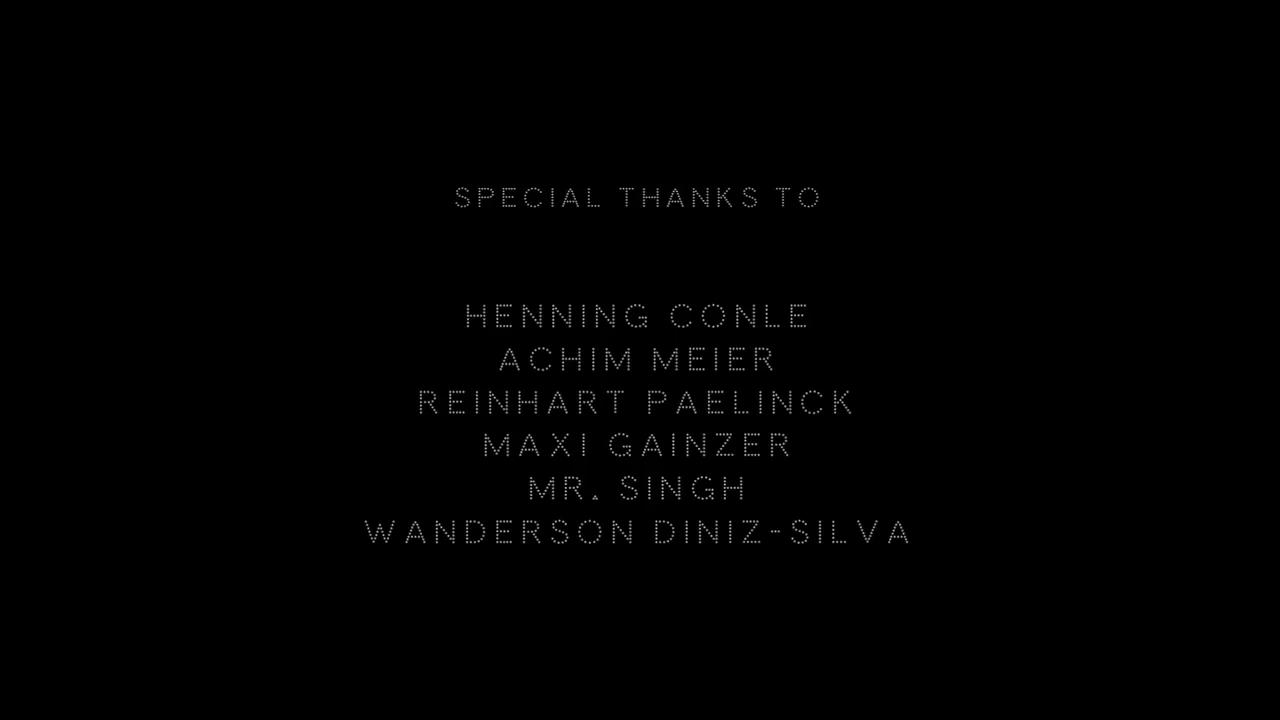 SPECIAL THANKS TO
HENNING CONLE
ACHIM MEIER
REINHART PAELINCK
MAXI GAINZER
MR. SINGH
WANDERSON DINIZ-SILVA